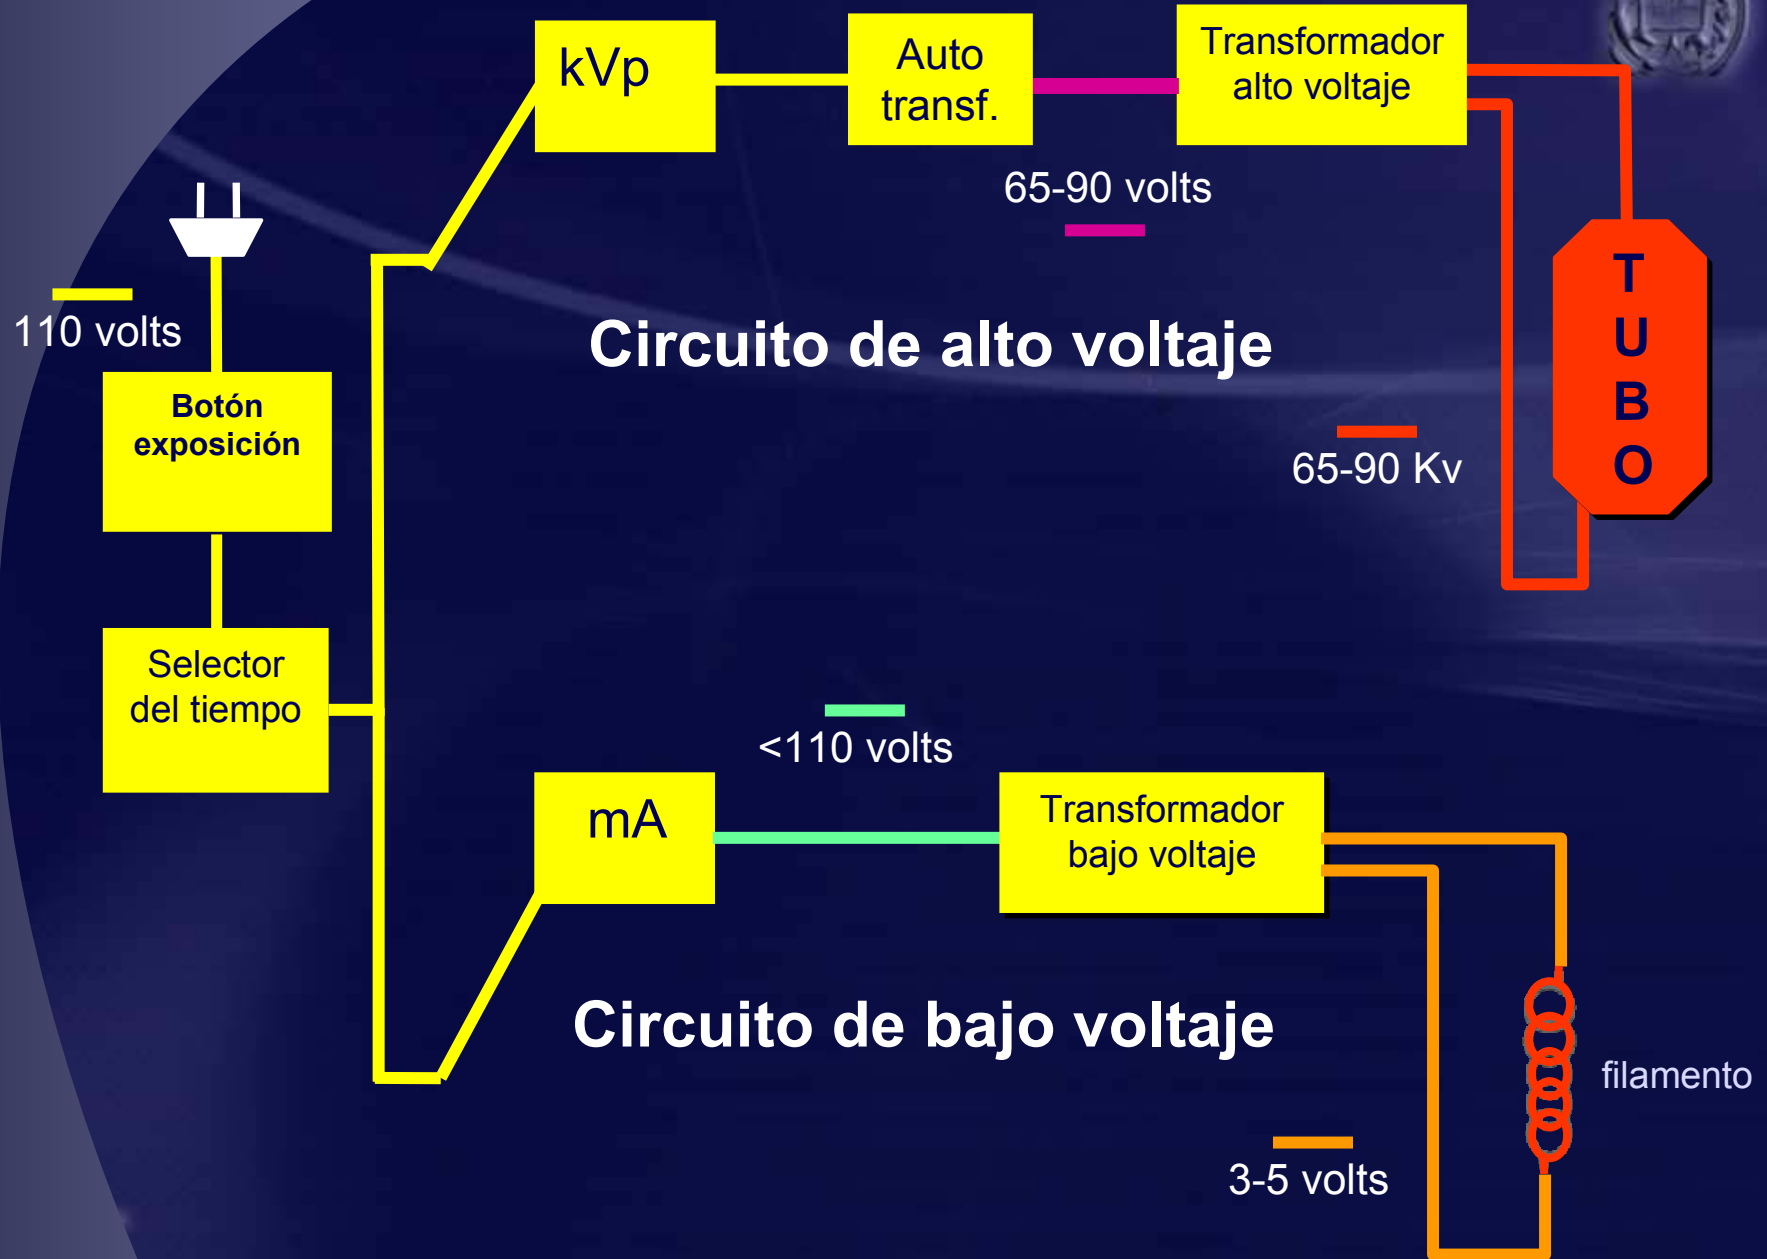 kVp
Auto
transf.
Transformador
alto voltaje
65-90 volts
110 volts
Circuito de alto voltaje
T
U
B
O
Botón
exposición
65-90 Kv
Selector
del tiempo
<110 volts
mA
Transformador
bajo voltaje
Circuito de bajo voltaje
filamento
3-5 volts